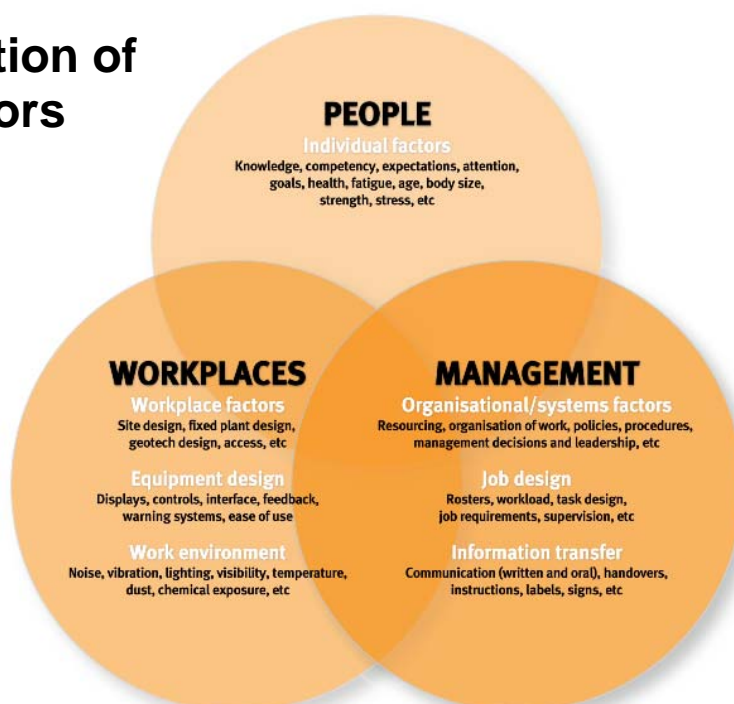 tion of
ors
PEOPLE
Individual factors
Knowledge, competency, expectations, attention,
goals, health, fatigue, age, body size,
strength, stress, etc
WORKPLACES
Workplace factors
Site design, fixed plant design,
geotech design, access, etc
Equipment design
Displays, controls, interface, feedback,
warning systems, ease of use
Work environment
Noise, vibration, lighting, visibility, temperature,
dust, chemical exposure, etc
MANAGEMENT
Organisational/systems factors
Resourcing, organisation of work, policies, procedures,
management decisions and leadership, etc
Job design
Rosters, workload, task design,
job requirements, supervision, etc
Information transfer
Communication (written and oral), handovers,
instructions, labels, signs, etc